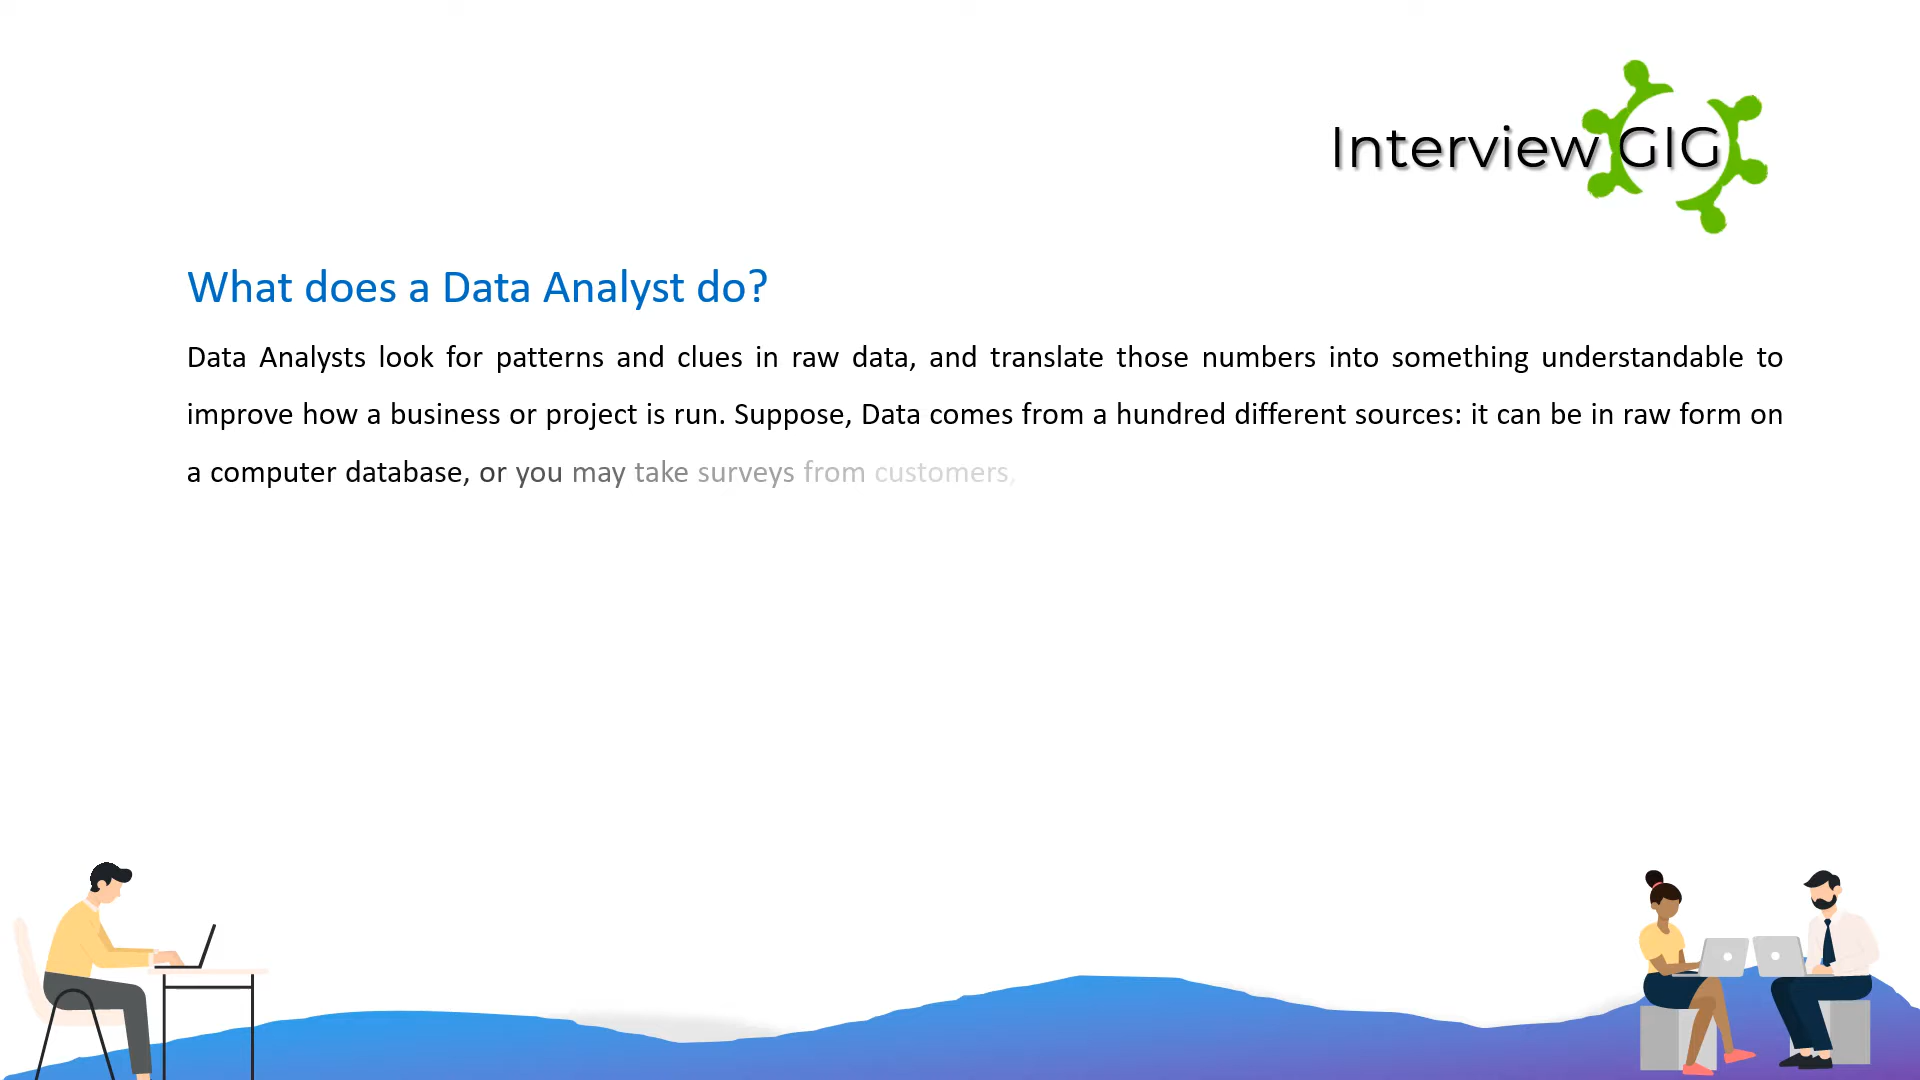 Interview GIG
What does a Data Analyst do?
Data Analysts look for patterns and clues in raw data, and translate those numbers into something understandable to
improve how a business or project is run. Suppose, Data comes from a hundred different sources: it can be in raw form on
a computer database, or you may take surveys from customers,